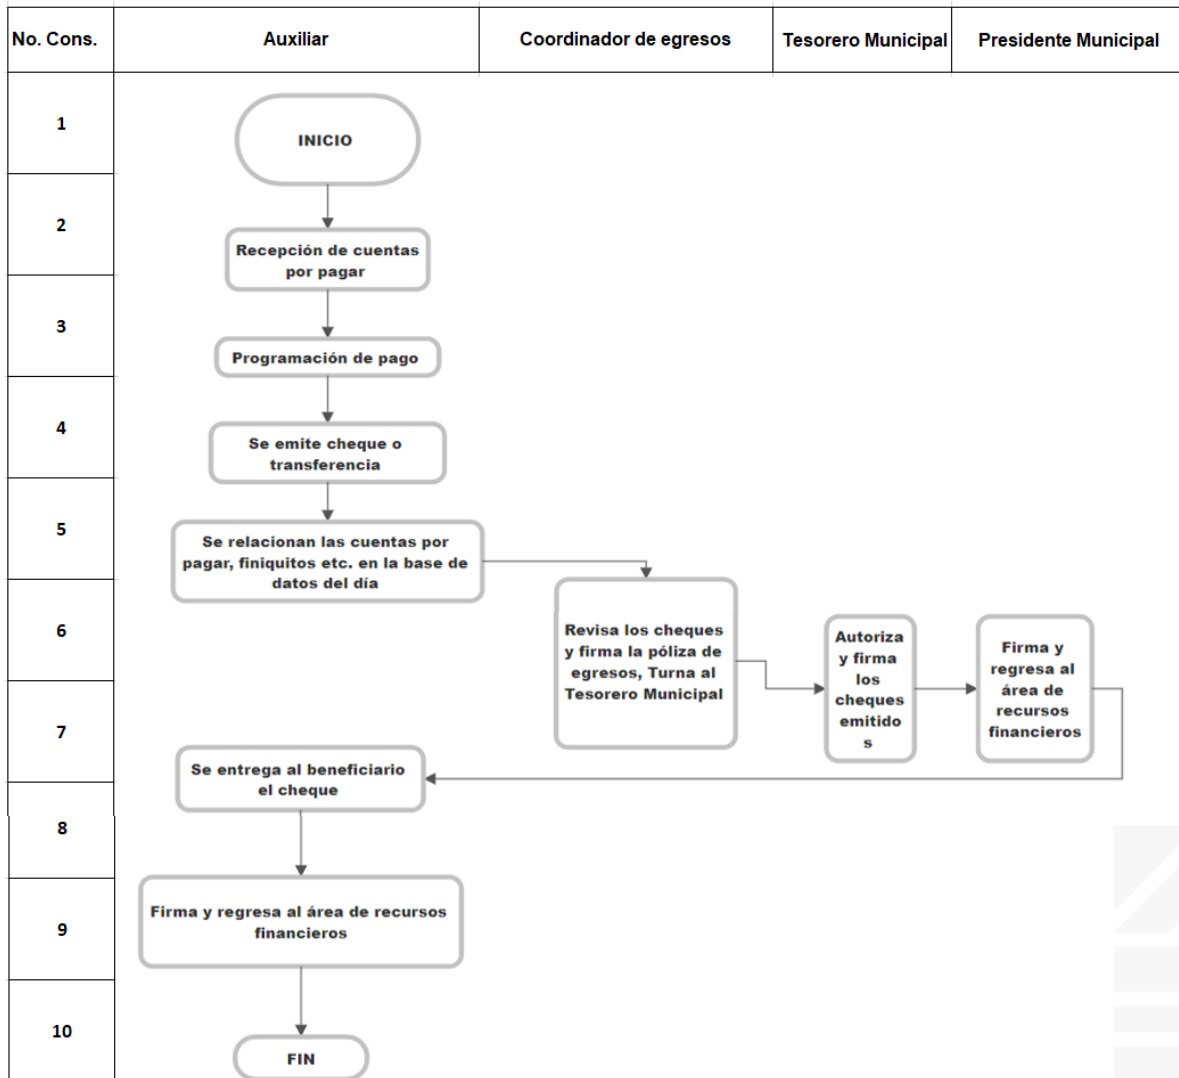 No. Cons.
Auxiliar
Coordinador de egresos
Tesorero Municipal
Presidente Municipal
1
INICIO
2
Recepción de cuentas
por pagar
3
Programación de pago
4
Se emite cheque o
transferencia
5
Se relacionan las cuentas por
pagar, finiquitos etc. en la base de
datos del día
6
Revisa los cheques
y firma la póliza de
egresos, Turna al
Tesorero Municipal
Autoriza
y firma
los
cheques
emitido
s
Firma y
regresa al
área de
recursos
financieros
7
Se entrega al beneficiario
el cheque
8
9
Firma y regresa al área de recursos
financieros
10
FIN